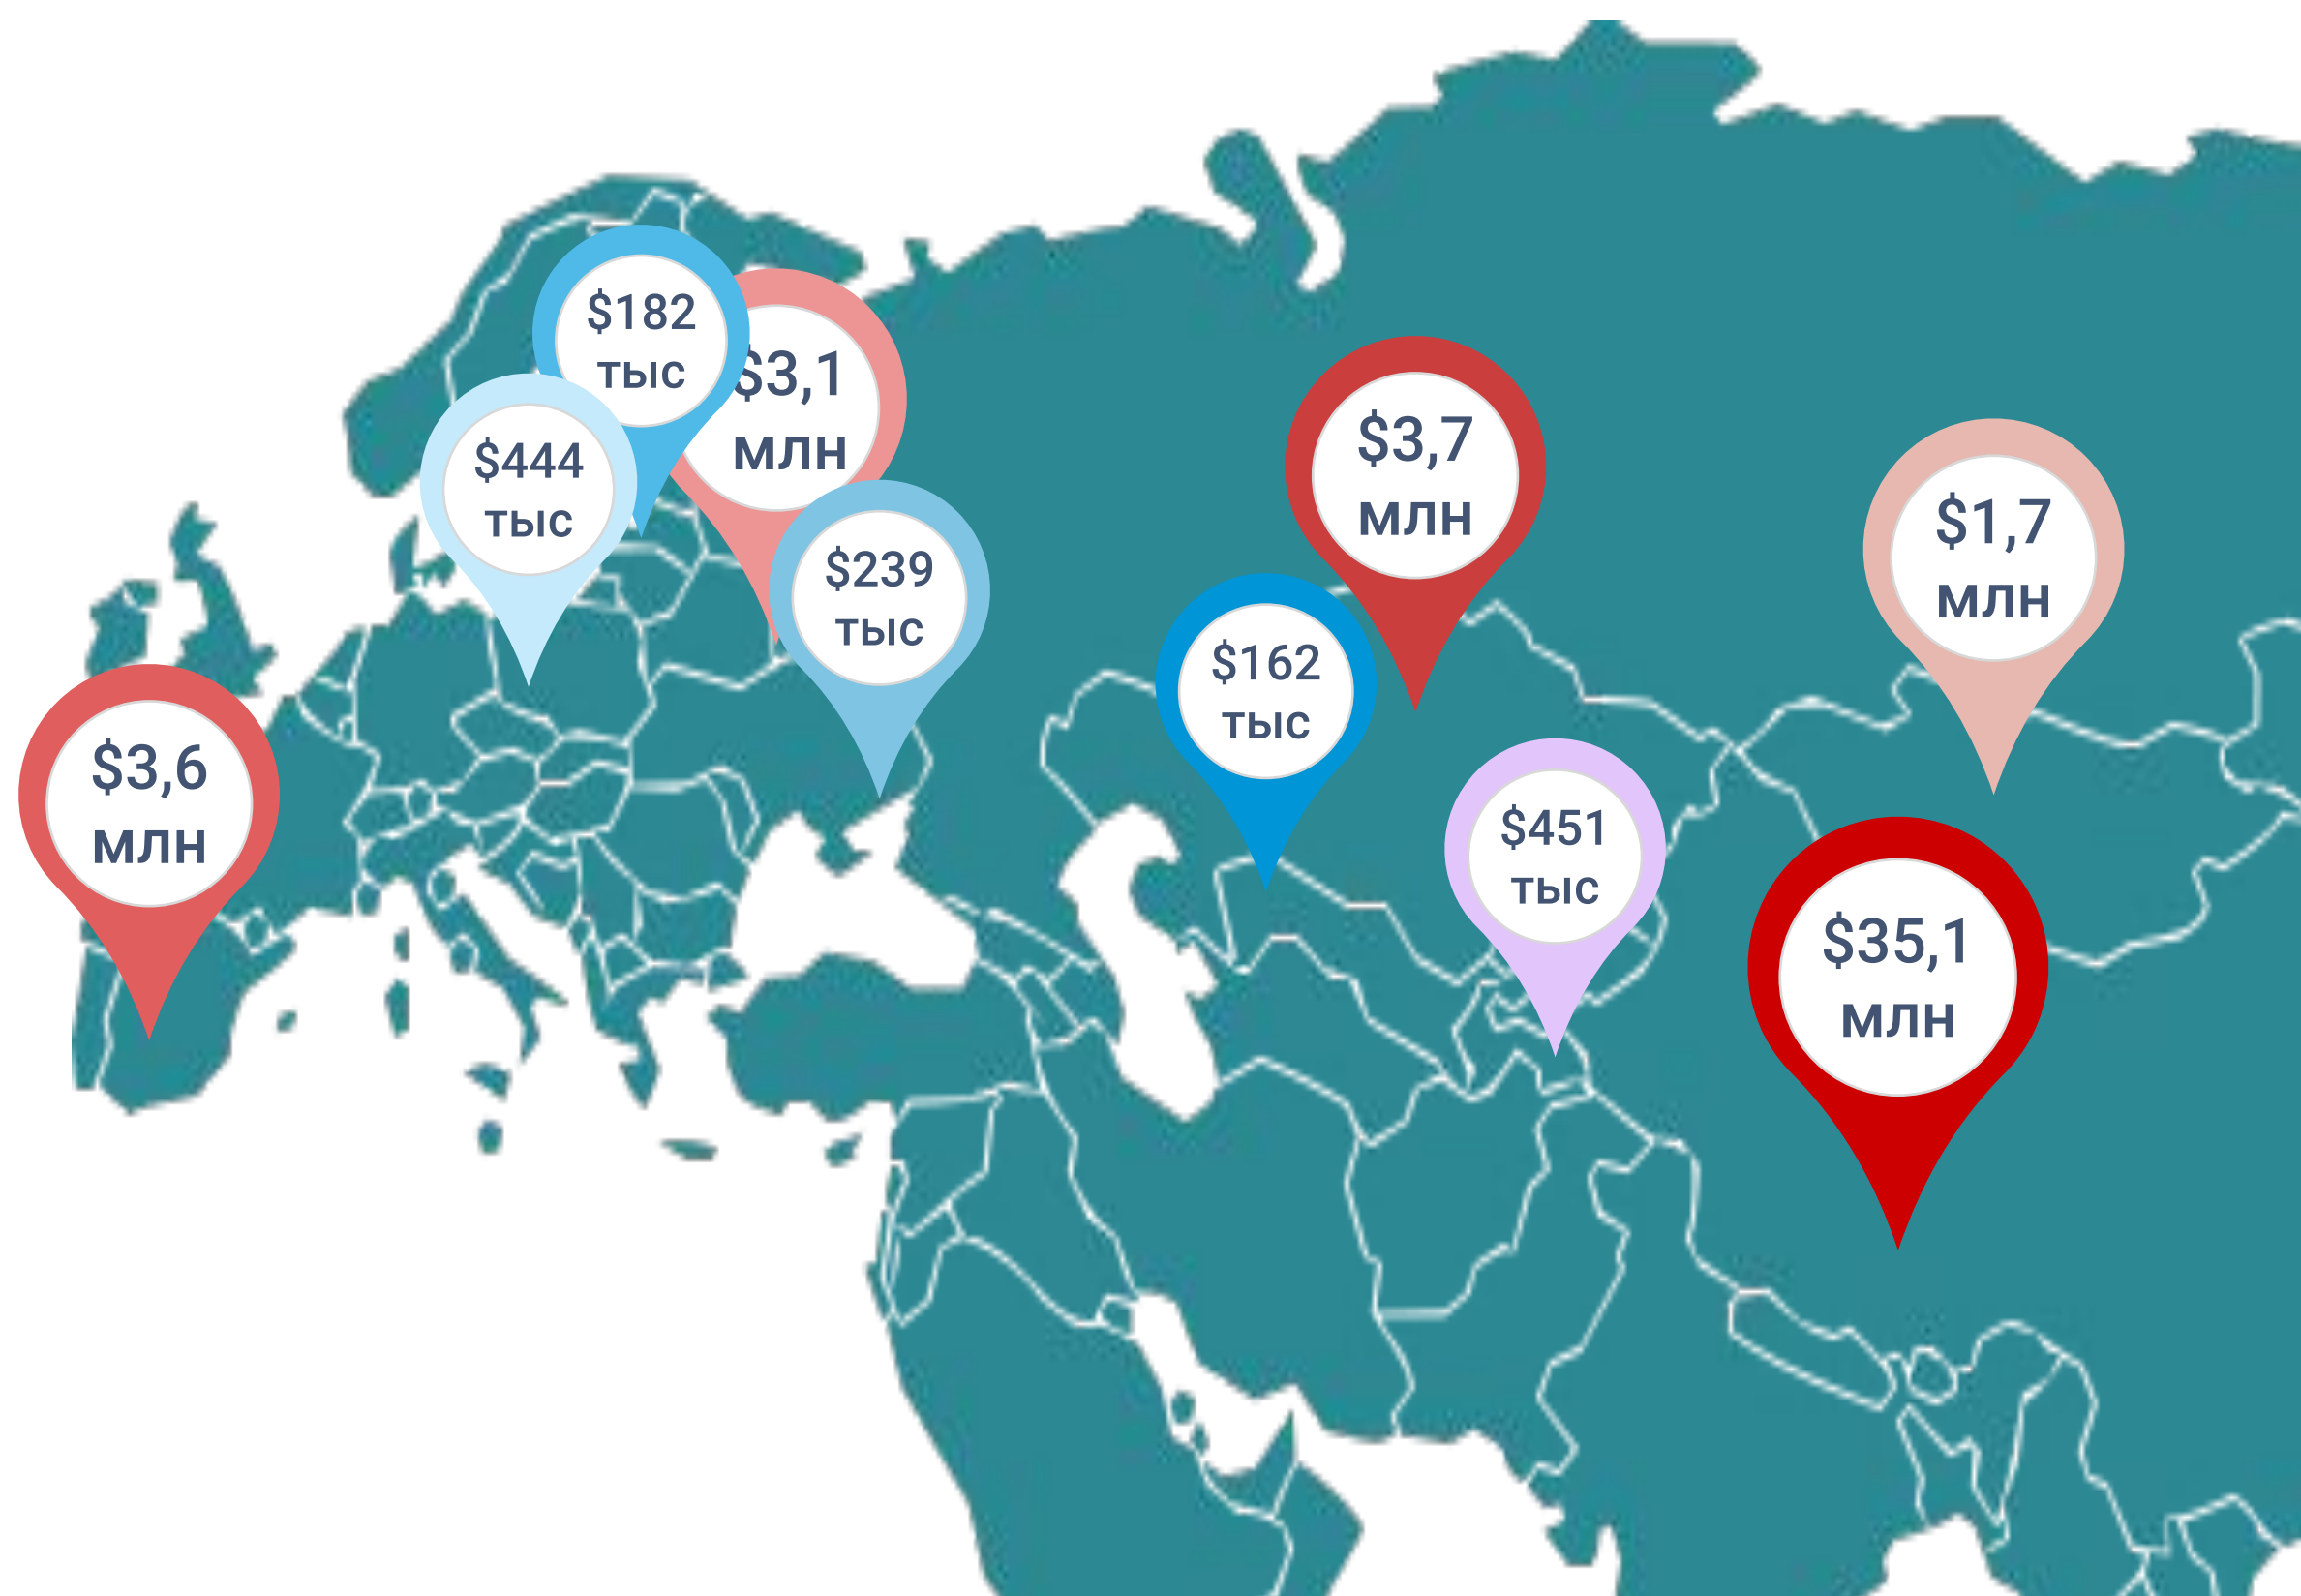 $182
тыс
$3,1
млн
$444
тыс
$3,7
млн
$1,7
млн
$239
тыс
$162
тыс
$3,6
млн
$451
тыс
$35,1
млн